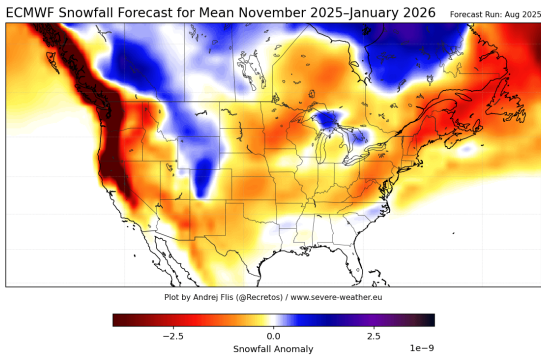 ECMWF Snowfall Forecast for Mean November 2025–January 2026 Forecast Run: Aug 2025
Plot by Andrej Flis (@Recretos) / www.severe-weather.eu
−2.5 0.0 2.5
1e−9
Snowfall Anomaly